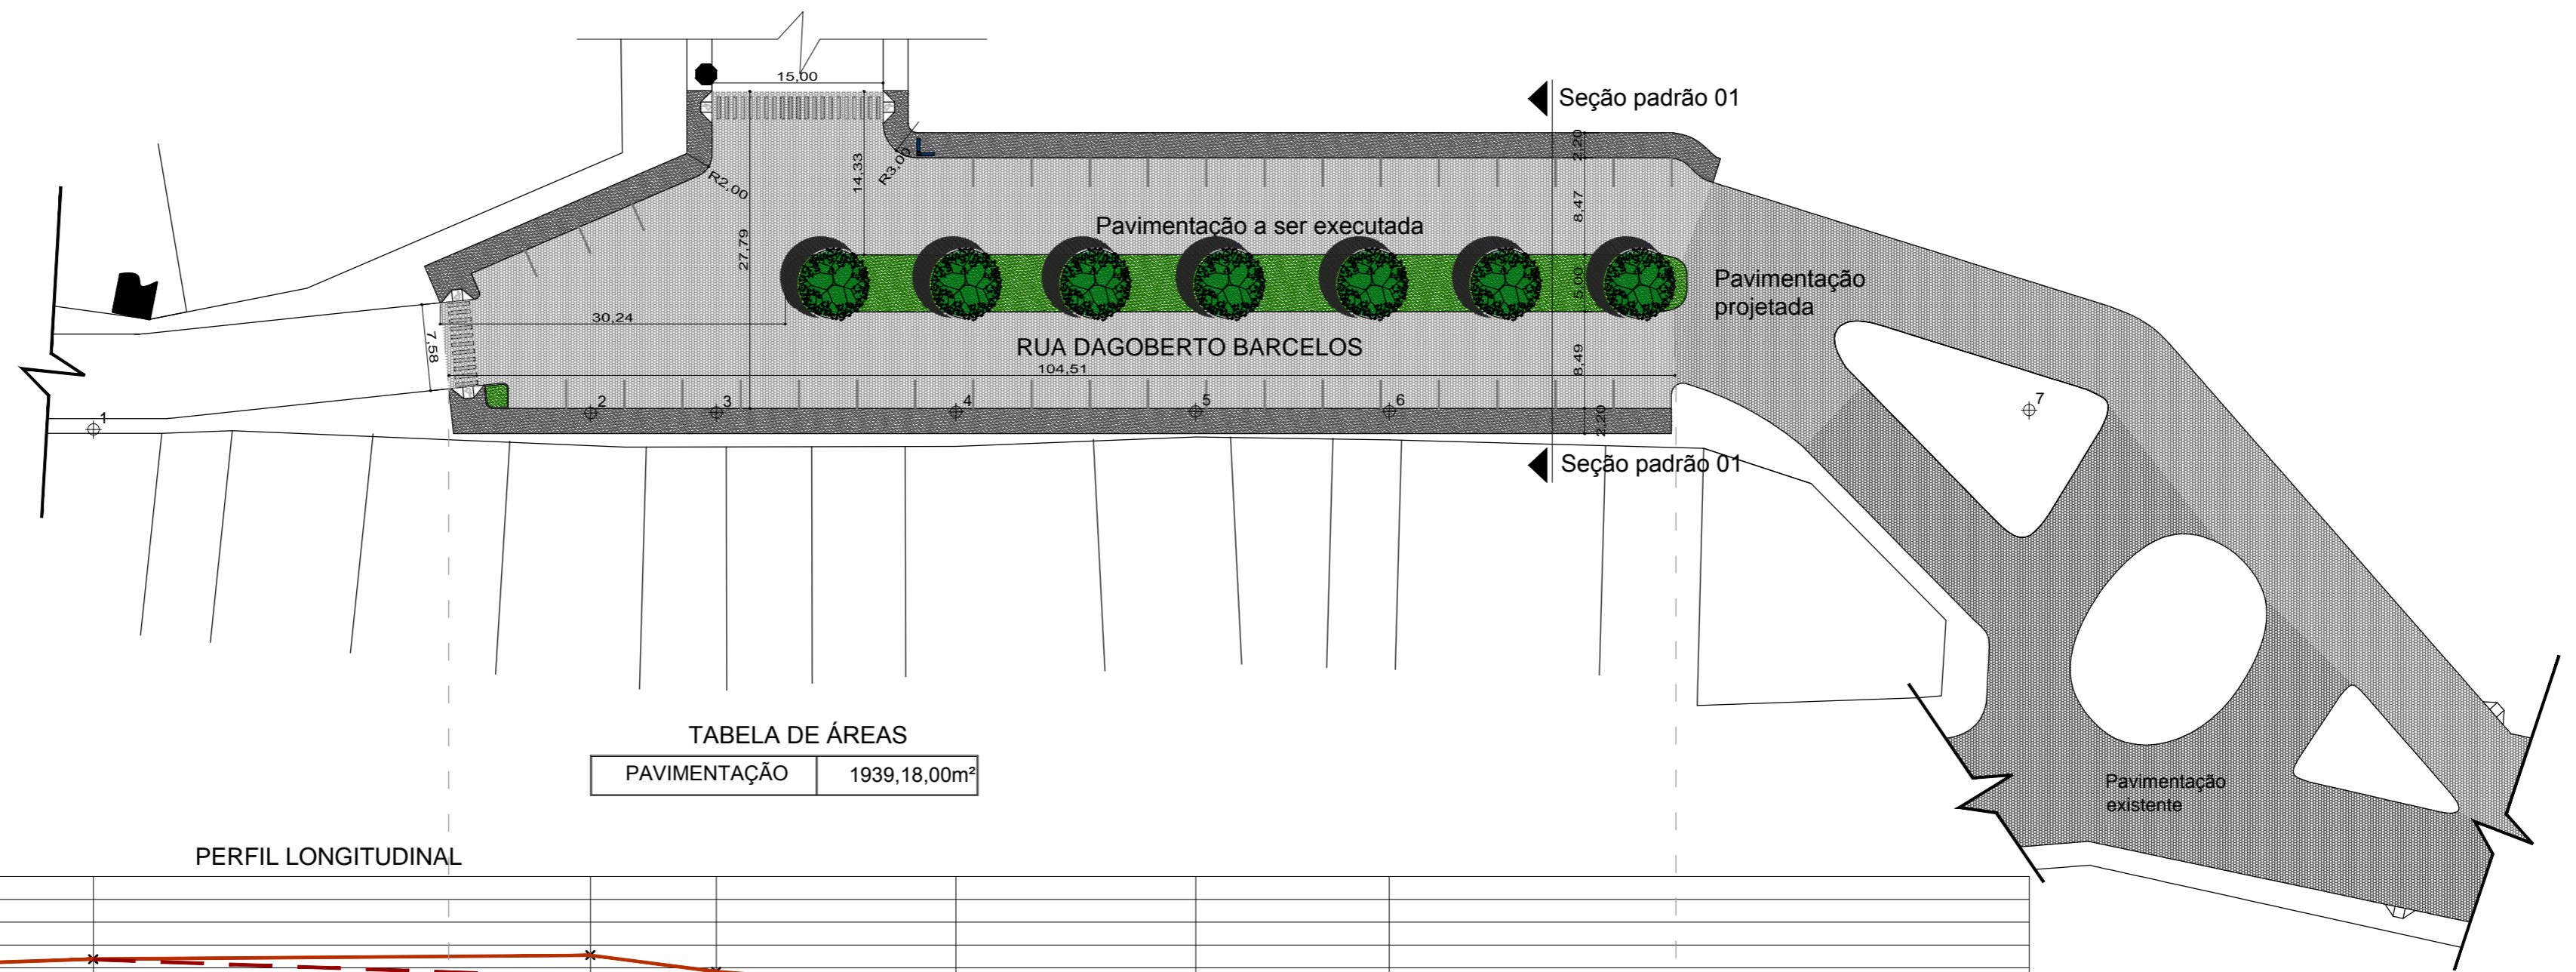 15,00
Seção padrão 01
2,20
R2,00
14,33
R3,00
8,47
Pavimentação a ser executada
27,79
Pavimentação
projetada
5,00
30,24
7,58
RUA DAGOBERTO BARCELOS
104,51
8,49
1
2
3
4
5
6
7
2,20
Seção padrão 01
TABELA DE ÁREAS
PAVIMENTAÇÃO 1939,18,00m²
Pavimentação
existente
PERFIL LONGITUDINAL